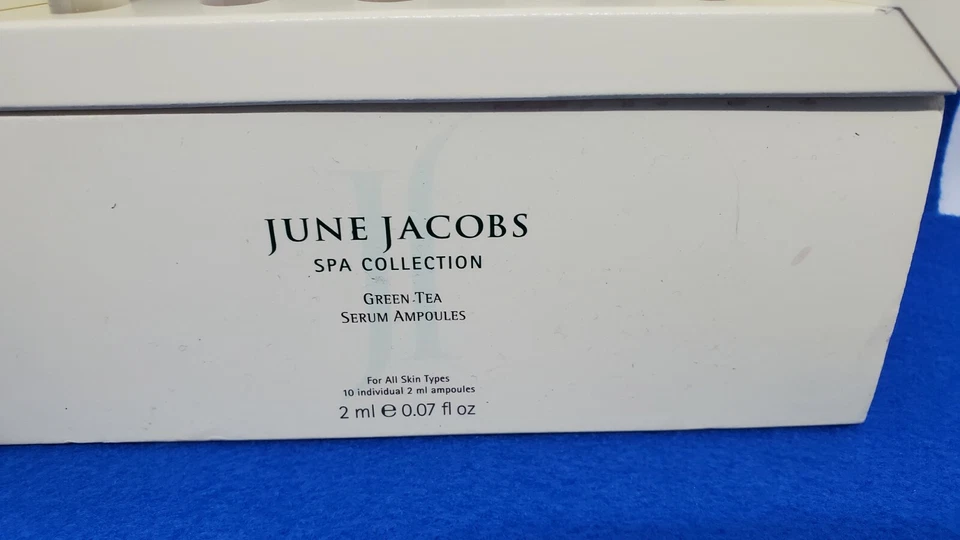 JUNE JACOBS
SPA COLLECTION
GREEN TEA
SERUM AMPOULES
For All Skin Types
10 individual 2 ml ampoules
2 ml ℮ 0.07 fl oz